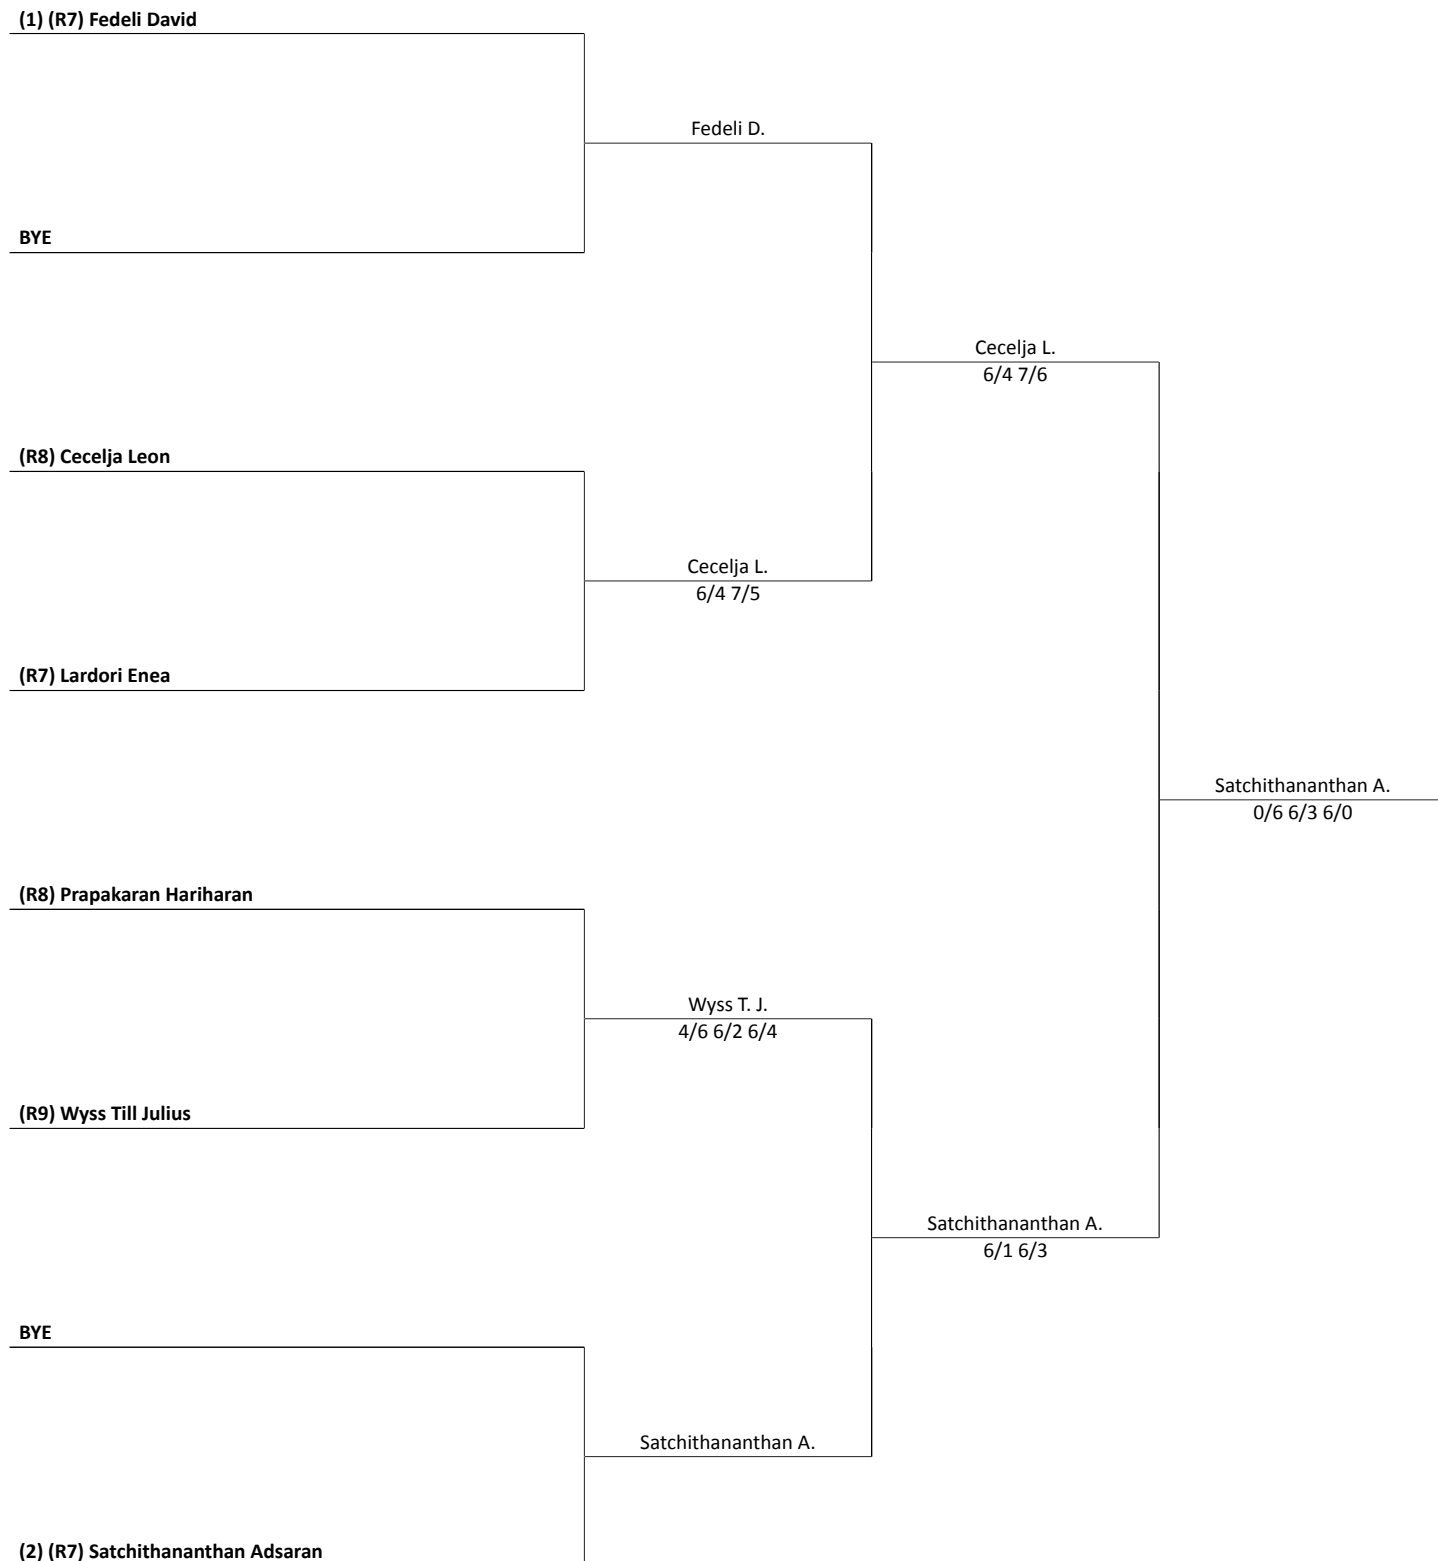 (1) (R7) Fedeli David
Fedeli D.
BYE
Cecelja L.
6/4 7/6
(R8) Cecelja Leon
Cecelja L.
6/4 7/5
(R7) Lardori Enea
Satchithananthan A.
0/6 6/3 6/0
(R8) Prapakaran Hariharan
Wyss T. J.
4/6 6/2 6/4
(R9) Wyss Till Julius
Satchithananthan A.
6/1 6/3
BYE
Satchithananthan A.
(2) (R7) Satchithananthan Adsaran